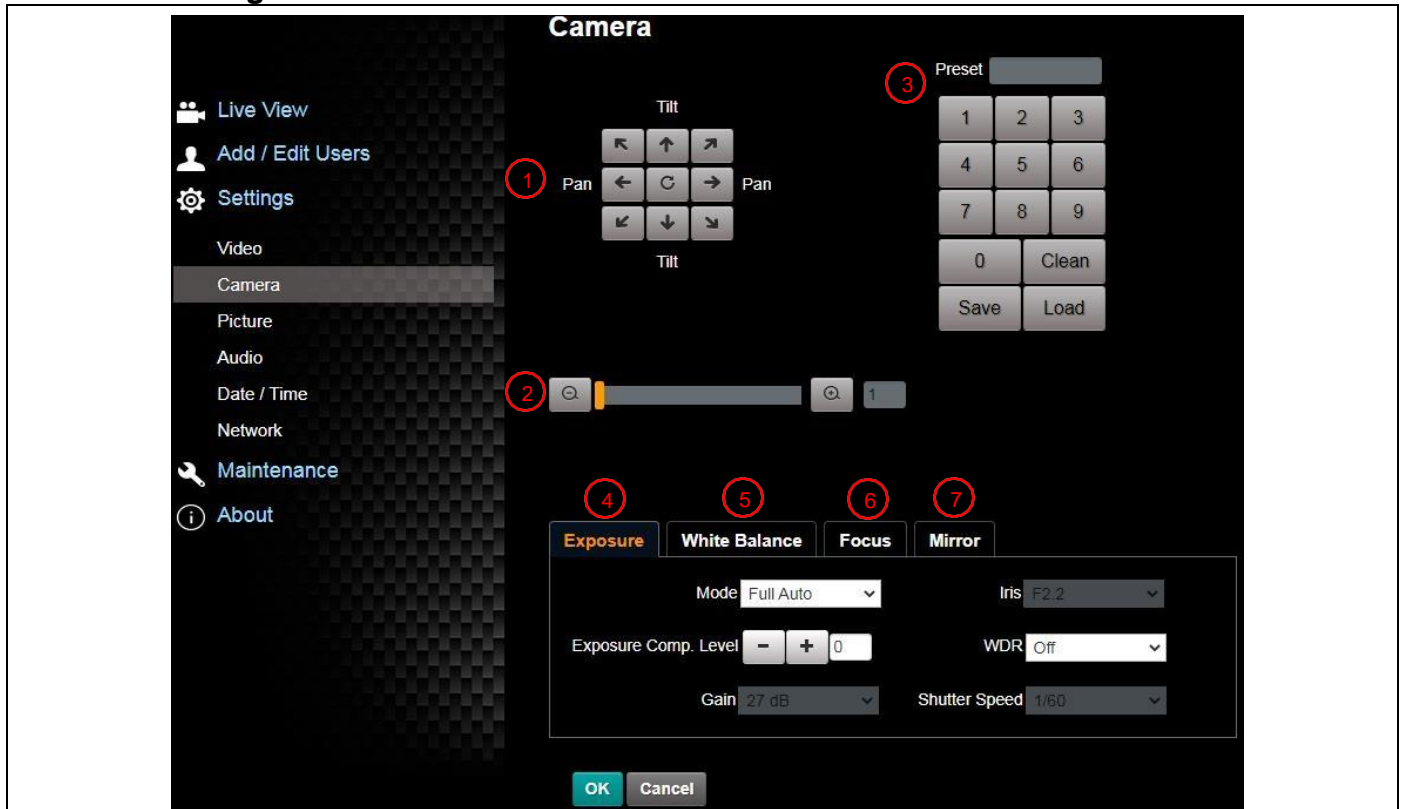 Camera
Live View
Add / Edit Users
Settings
Video
Camera
Picture
Audio
Date / Time
Network
Maintenance
About
1
Tilt
Pan
Pan
Tilt
3
Preset
1 2 3
4 5 6
7 8 9
0 Clean
Save Load
2
1
4 5 6 7
Exposure White Balance Focus Mirror
Mode Full Auto Iris F2.2
Exposure Comp. Level - + 0 WDR Off
Gain 27 dB Shutter Speed 1/60
OK Cancel